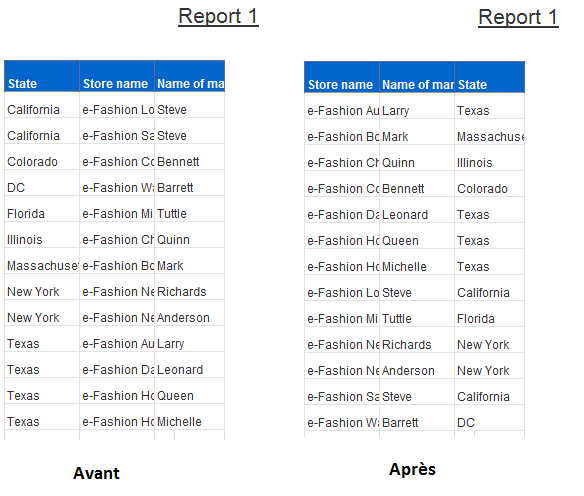 Report 1
State Store name Name of ma
California e-Fashion Lo Steve
California e-Fashion Sa Steve
Colorado e-Fashion Co Bennett
DC e-Fashion Wa Barrett
Florida e-Fashion Mi Tuttle
Illinois e-Fashion Ch Quinn
Massachuset e-Fashion Bo Mark
New York e-Fashion Ne Richards
New York e-Fashion Ne Anderson
Texas e-Fashion Au Larry
Texas e-Fashion Da Leonard
Texas e-Fashion Ho Queen
Texas e-Fashion Ho Michelle
Avant
Report 1
Store name Name of mar State
e-Fashion Au Larry Texas
e-Fashion Bo Mark Massachuse
e-Fashion Ch Quinn Illinois
e-Fashion Co Bennett Colorado
e-Fashion Da Leonard Texas
e-Fashion Ho Queen Texas
e-Fashion Ho Michelle Texas
e-Fashion Lo Steve California
e-Fashion Mi Tuttle Florida
e-Fashion Ne Richards New York
e-Fashion Ne Anderson New York
e-Fashion Sa Steve California
e-Fashion Wa Barrett DC
Après